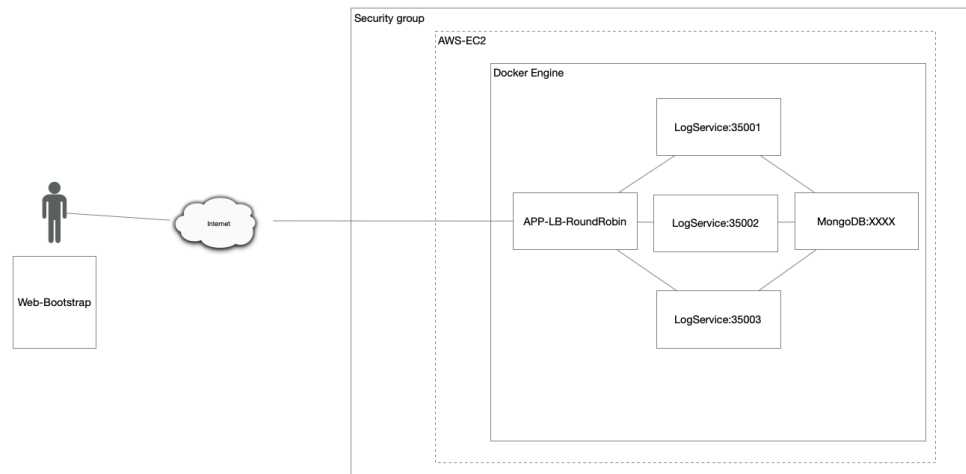 Security group
AWS-EC2
Docker Engine
LogService:35001
Internet
APP-LB-RoundRobin
LogService:35002
MongoDB:XXXX
Web-Bootstrap
LogService:35003